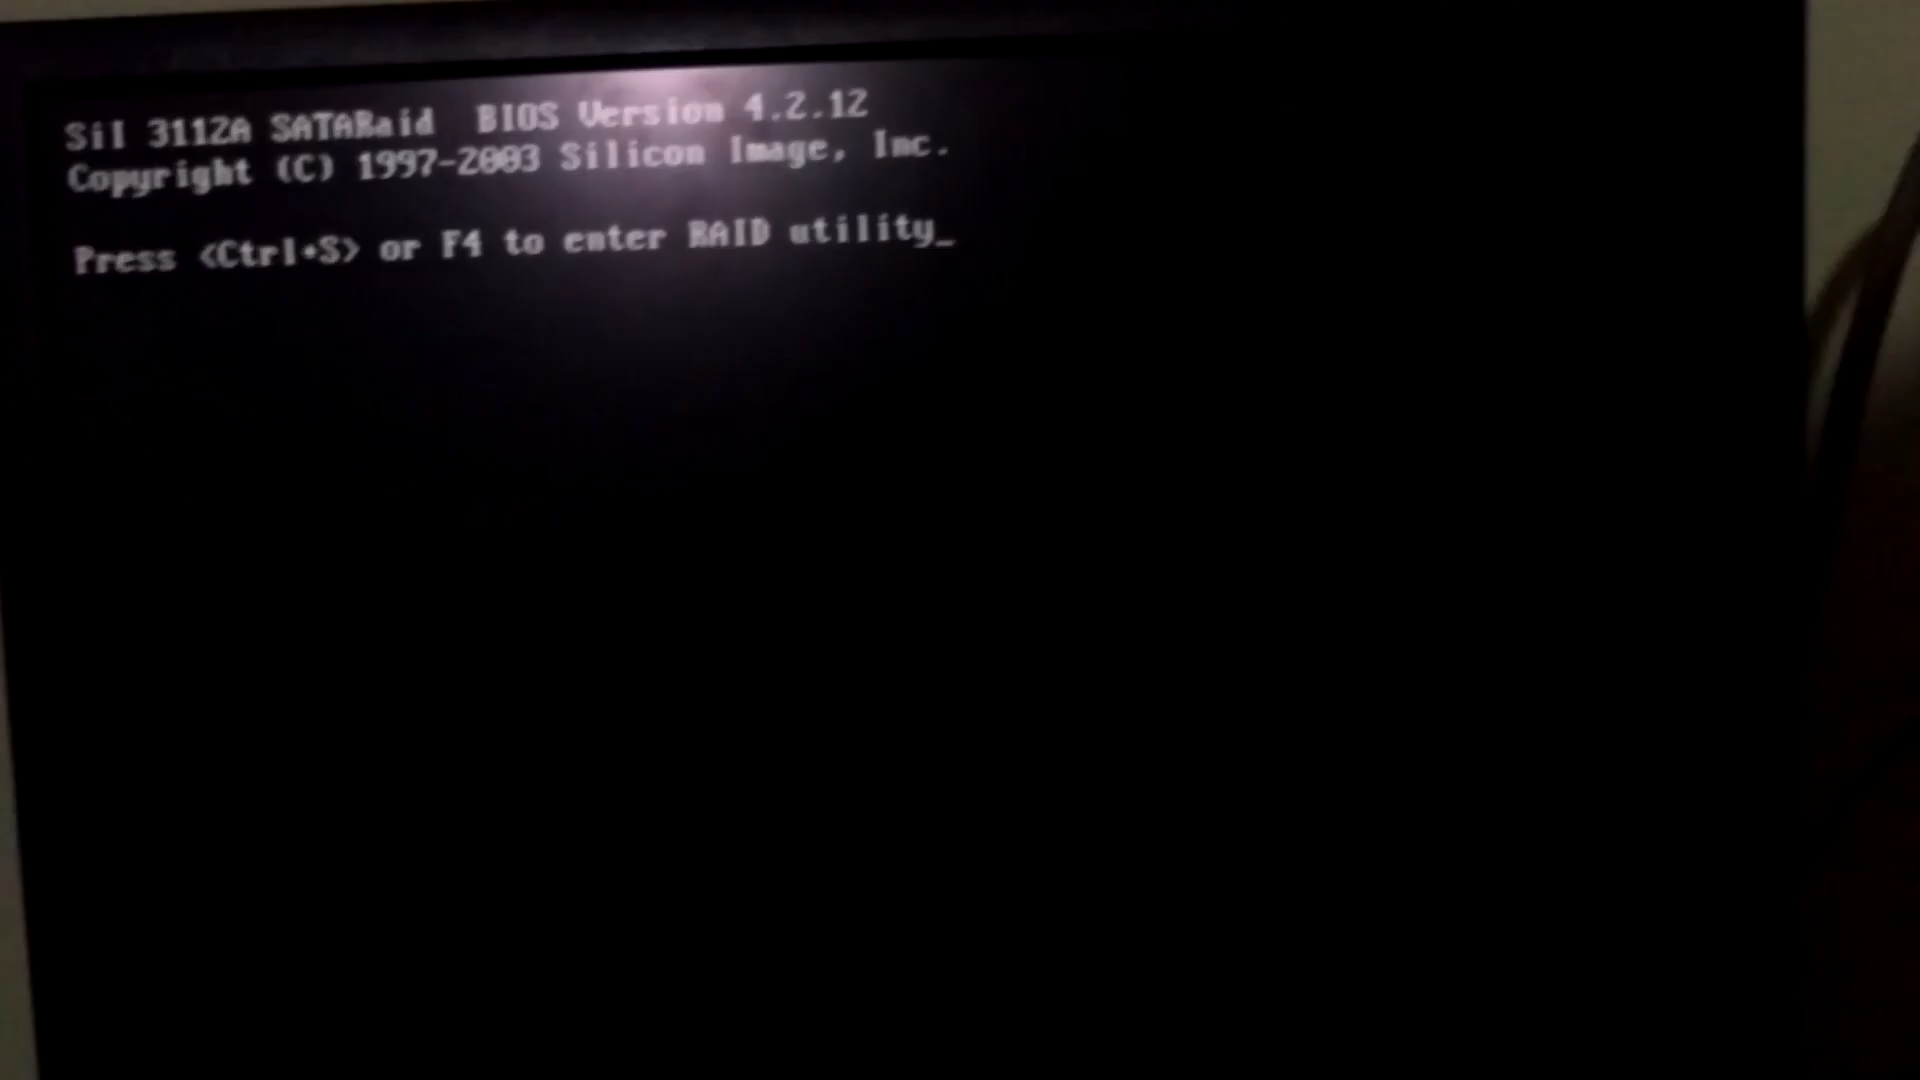 SiI 3112A SATARaid  BIOS Version 4.2.12
Copyright (C) 1997-2003 Silicon Image, Inc.
Press <Ctrl+S> or F4 to enter RAID utility_